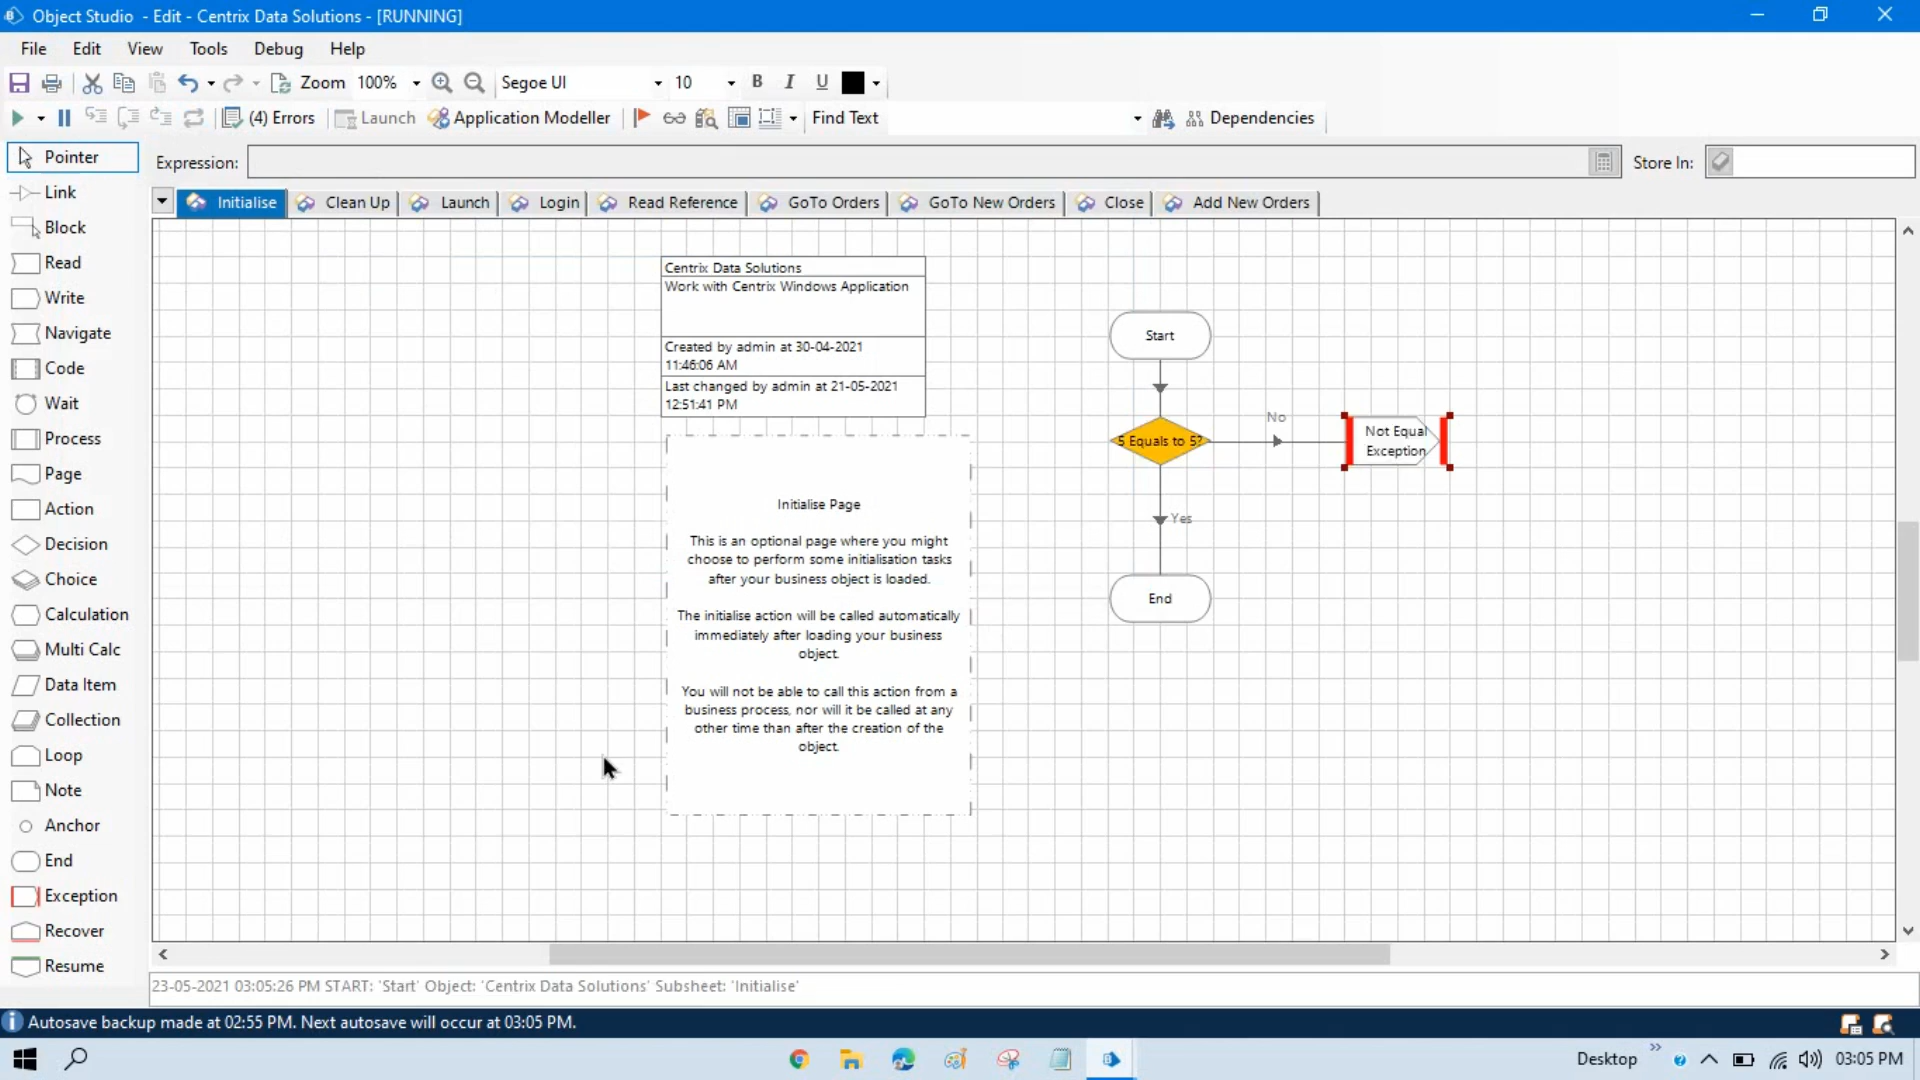 Object Studio - Edit - Centrix Data Solutions - [RUNNING]
File Edit View Tools Debug Help
Zoom 100% Segoe UI 10 B I U
(4) Errors Launch Application Modeller Find Text Dependencies
Pointer
Expression: Store In:
Initialise Clean Up Launch Login Read Reference GoTo Orders GoTo New Orders Close Add New Orders
Link
Block
Read
Write
Navigate
Code
Wait
Process
Page
Action
Decision
Choice
Calculation
Multi Calc
Data Item
Collection
Loop
Note
Anchor
End
Exception
Recover
Resume
Centrix Data Solutions
Work with Centrix Windows Application
Created by admin at 30-04-2021
11:46:06 AM
Last changed by admin at 21-05-2021
12:51:41 PM
Initialise Page
This is an optional page where you might
choose to perform some initialisation tasks
after your business object is loaded.
The initialise action will be called automatically
immediately after loading your business
object.
You will not be able to call this action from a
business process, nor will it be called at any
other time than after the creation of the
object.
Start
5 Equals to 5?
No
Not Equal
Exception
Yes
End
23-05-2021 03:05:26 PM START: 'Start' Object: 'Centrix Data Solutions' Subsheet: 'Initialise'
Autosave backup made at 02:55 PM. Next autosave will occur at 03:05 PM.
Desktop 03:05 PM